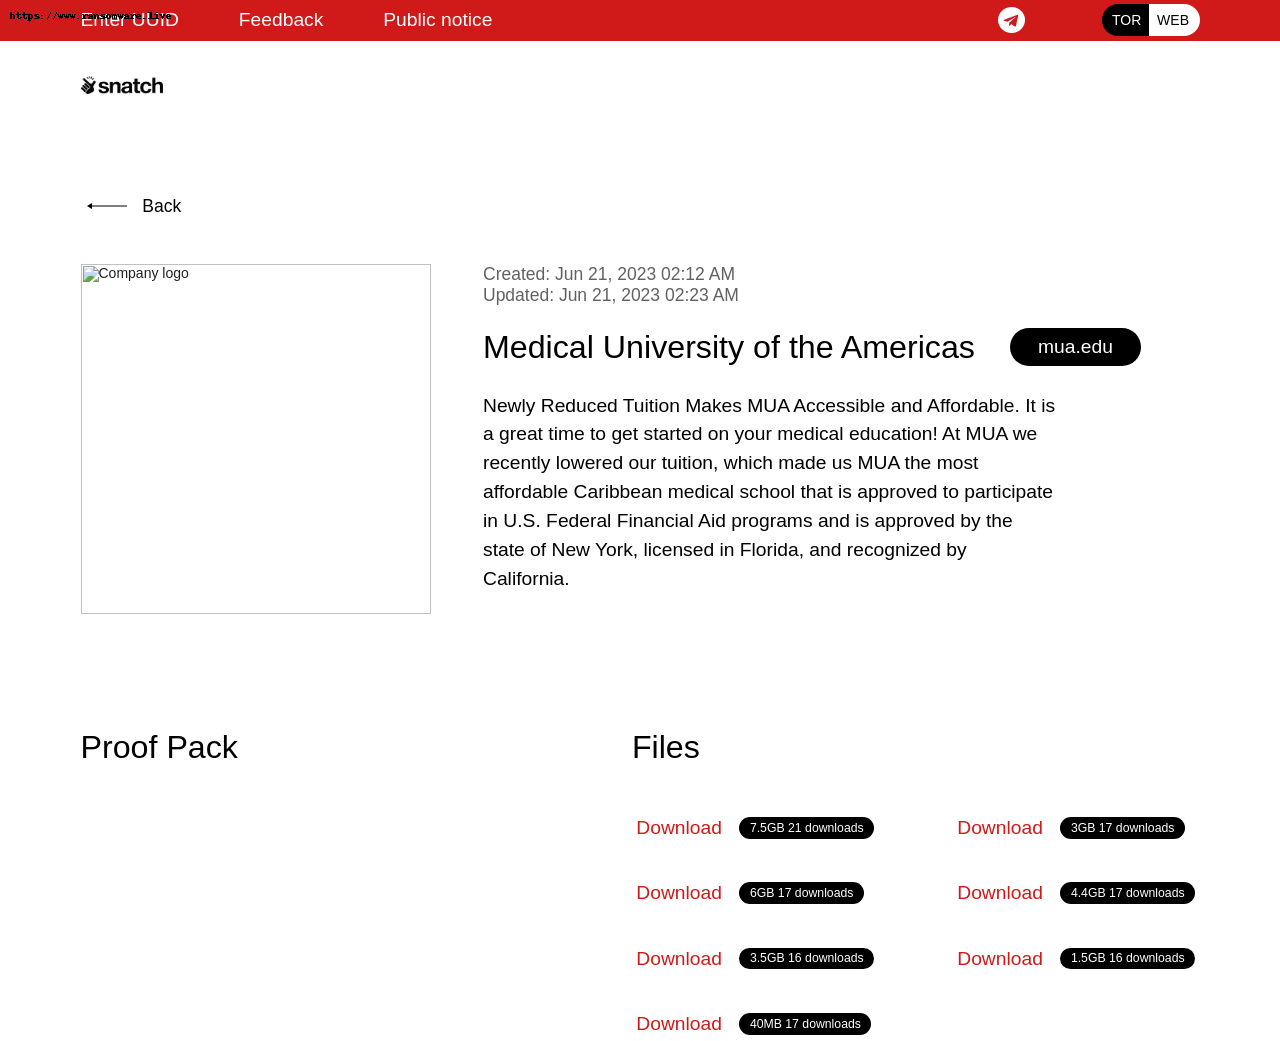 https://www.ransomware.live
Enter UUID Feedback Public notice TOR WEB
snatch
Back
Company logo
Created: Jun 21, 2023 02:12 AM
Updated: Jun 21, 2023 02:23 AM
Medical University of the Americas mua.edu
Newly Reduced Tuition Makes MUA Accessible and Affordable. It is
a great time to get started on your medical education! At MUA we
recently lowered our tuition, which made us MUA the most
affordable Caribbean medical school that is approved to participate
in U.S. Federal Financial Aid programs and is approved by the
state of New York, licensed in Florida, and recognized by
California.
Proof Pack
Files
Download 7.5GB 21 downloads Download 3GB 17 downloads
Download 6GB 17 downloads Download 4.4GB 17 downloads
Download 3.5GB 16 downloads Download 1.5GB 16 downloads
Download 40MB 17 downloads